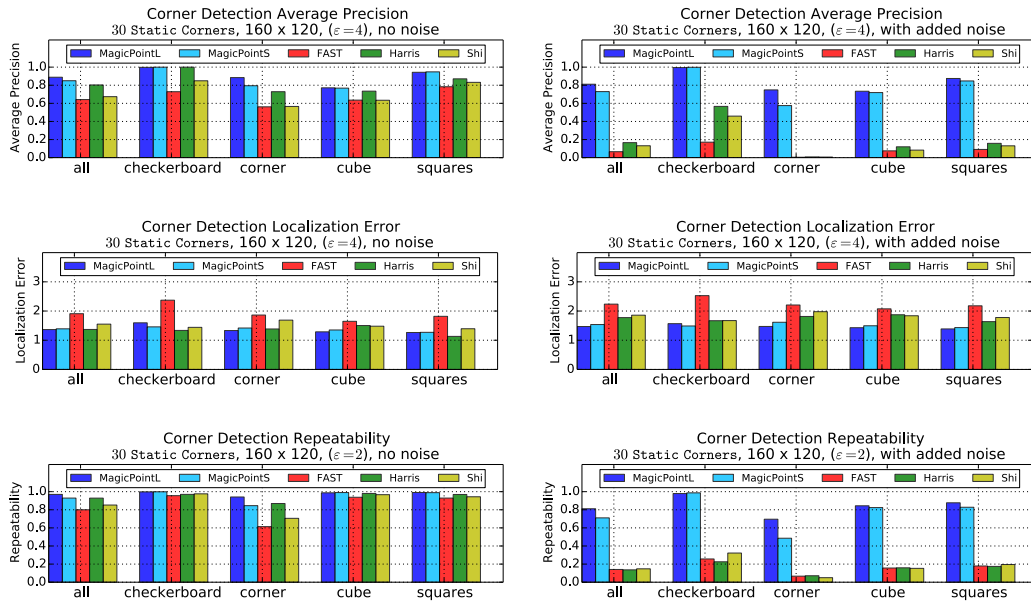 Corner Detection Average Precision
30 Static Corners, 160 x 120, (ε=4), no noise
MagicPointL MagicPointS FAST Harris Shi
Average Precision
1.0
0.8
0.6
0.4
0.2
0.0
all checkerboard corner cube squares
Corner Detection Average Precision
30 Static Corners, 160 x 120, (ε=4), with added noise
MagicPointL MagicPointS FAST Harris Shi
Average Precision
1.0
0.8
0.6
0.4
0.2
0.0
all checkerboard corner cube squares
Corner Detection Localization Error
30 Static Corners, 160 x 120, (ε=4), no noise
MagicPointL MagicPointS FAST Harris Shi
Localization Error
3
2
1
0
all checkerboard corner cube squares
Corner Detection Localization Error
30 Static Corners, 160 x 120, (ε=4), with added noise
MagicPointL MagicPointS FAST Harris Shi
Localization Error
3
2
1
0
all checkerboard corner cube squares
Corner Detection Repeatability
30 Static Corners, 160 x 120, (ε=2), no noise
MagicPointL MagicPointS FAST Harris Shi
Repeatability
1.0
0.8
0.6
0.4
0.2
0.0
all checkerboard corner cube squares
Corner Detection Repeatability
30 Static Corners, 160 x 120, (ε=2), with added noise
MagicPointL MagicPointS FAST Harris Shi
Repeatability
1.0
0.8
0.6
0.4
0.2
0.0
all checkerboard corner cube squares